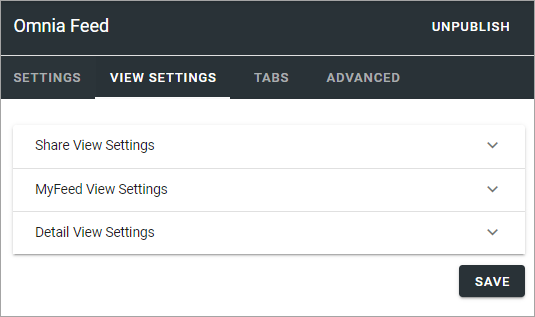 Omnia Feed UNPUBLISH
SETTINGS VIEW SETTINGS TABS ADVANCED
Share View Settings
MyFeed View Settings
Detail View Settings
SAVE